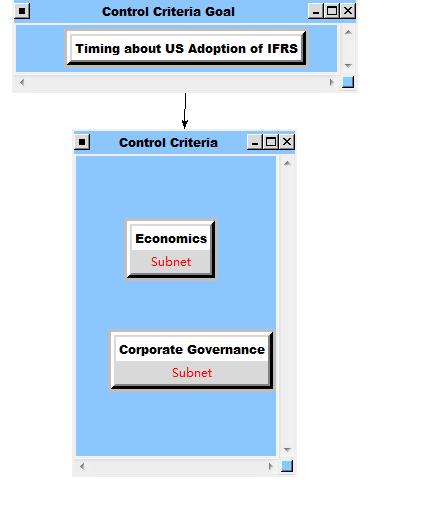 Control Criteria Goal
Timing about US Adoption of IFRS
Control Criteria
Economics
Subnet
Corporate Governance
Subnet